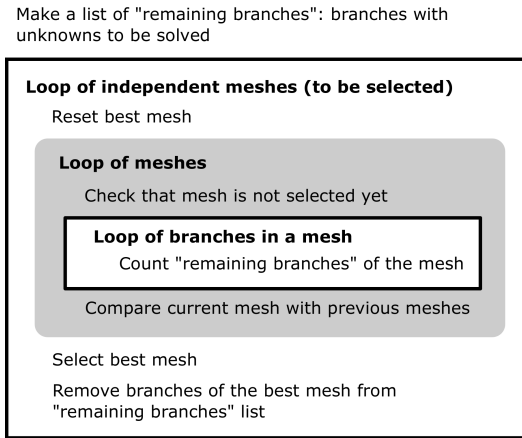 Make a list of "remaining branches": branches with
unknowns to be solved
Loop of independent meshes (to be selected)
Reset best mesh
Loop of meshes
Check that mesh is not selected yet
Loop of branches in a mesh
Count "remaining branches" of the mesh
Compare current mesh with previous meshes
Select best mesh
Remove branches of the best mesh from
"remaining branches" list